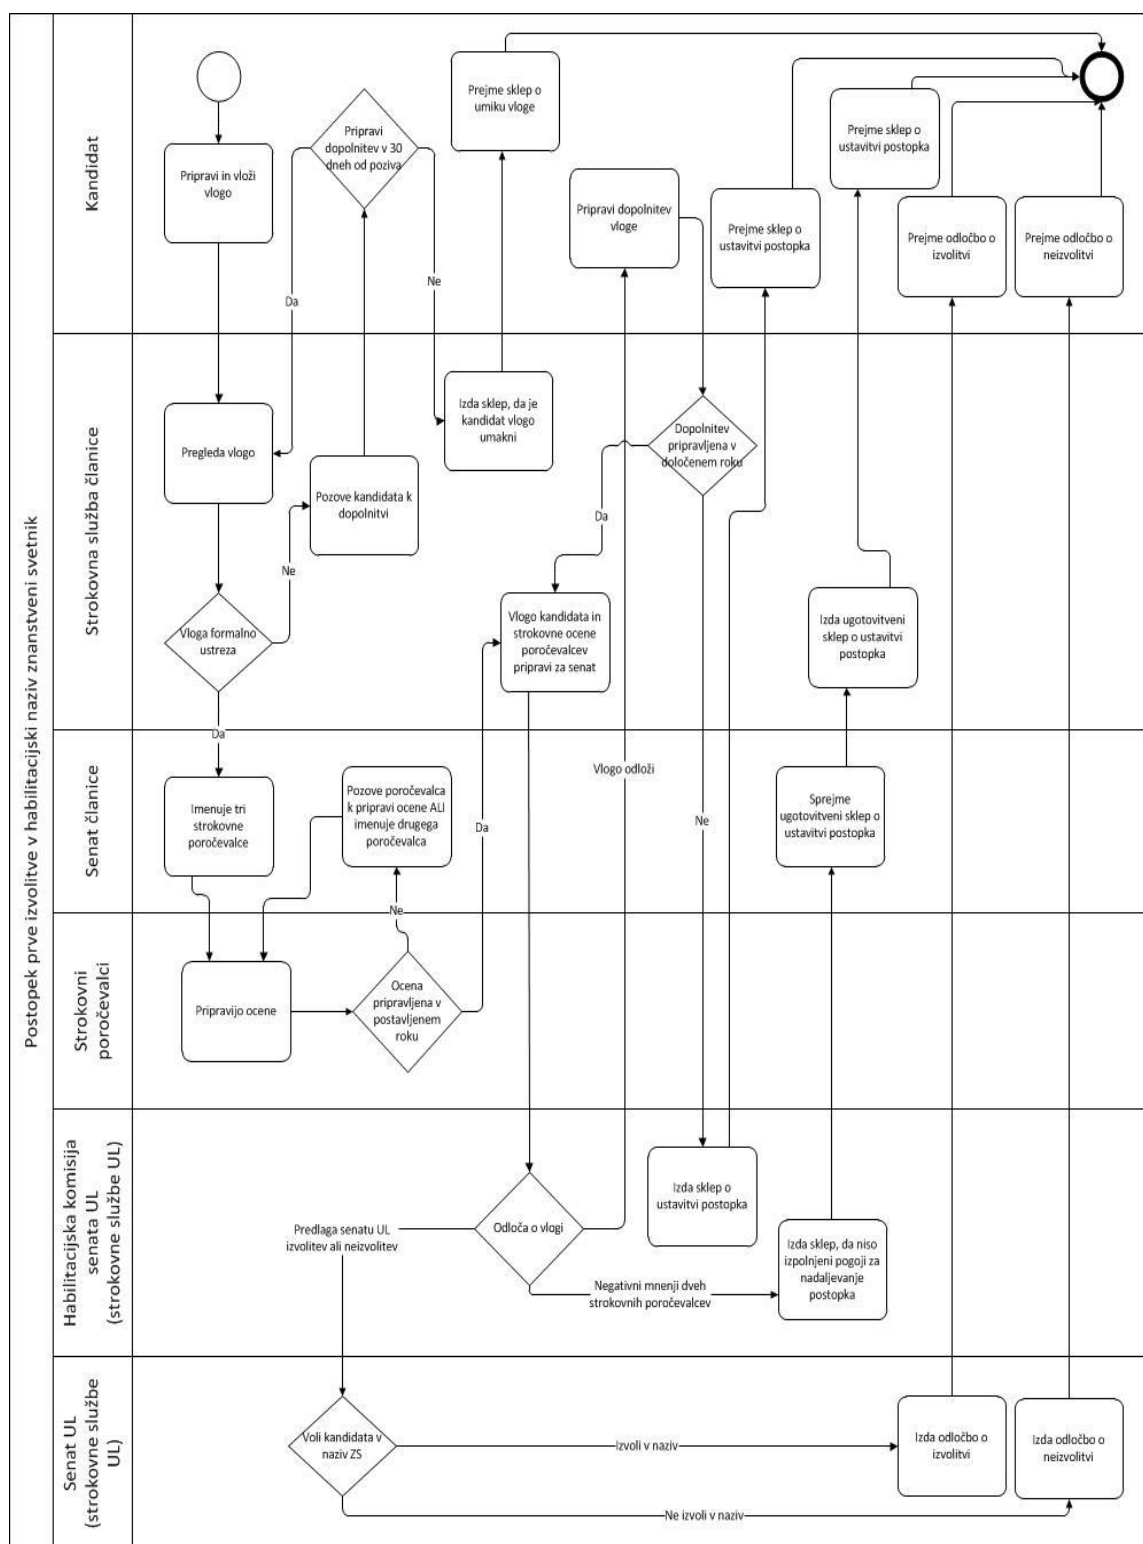 Postopek prve izvolitve v habilitacijski naziv znanstveni svetnik
Kandidat
Pripravi in vloži
vlogo
Pripravi
dopolnitev v 30
dneh od poziva
Da
Ne
Prejme sklep o
umiku vloge
Pripravi dopolnitev
vloge
Prejme sklep o
ustavitvi postopka
Prejme sklep o
ustavitvi postopka
Prejme odločbo o
izvolitvi
Prejme odločbo o
neizvolitvi
Strokovna služba članice
Pregleda vlogo
Pozove kandidata k
dopolnitvi
Ne
Vloga formalno
ustreza
Da
Izda sklep, da je
kandidat vlogo
umakni
Dopolnitev
pripravljena v
določenem roku
Da
Vlogo kandidata in
strokovne ocene
poročevalcev
pripravi za senat
Izda ugotovitveni
sklep o ustavitvi
postopka
Senat članice
Imenuje tri
strokovne
poročevalce
Pozove poročevalca
k pripravi ocene ALI
imenuje drugega
poročevalca
Da
Ne
Vlogo odloži
Ne
Sprejme
ugotovitveni sklep o
ustavitvi postopka
Strokovni
poročevalci
Pripravijo ocene
Ocena
pripravljena v
postavljenem
roku
Habilitacijska komisija
senata UL
(strokovne službe UL)
Predlaga senatu UL
izvolitev ali neizvolitev
Odloča o vlogi
Negativni mnenji dveh
strokovnih poročevalcev
Izda sklep o
ustavitvi postopka
Izda sklep, da niso
izpolnjeni pogoji za
nadaljevanje
postopka
Senat UL
(strokovne službe
UL)
Voli kandidata v
naziv ZS
Izvoli v naziv
Ne izvoli v naziv
Izda odločbo o
izvolitvi
Izda odločbo o
neizvolitvi